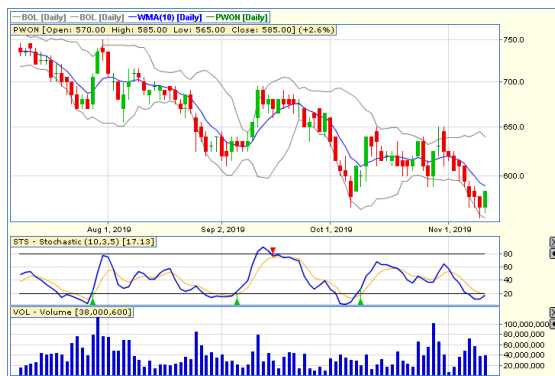 BOL [Daily] BOL [Daily] WMA(10) [Daily] PWON [Daily]
PWON [Open: 570.00 High: 585.00 Low: 565.00 Close: 585.00] (+2.6%)
750.0
700.0
650.0
600.0
Aug 1, 2019 Sep 2, 2019 Oct 1, 2019 Nov 1, 2019
STS - Stochastic (10,3,5) [17.13]
80
60
40
20
VOL - Volume [38,000,600]
100,000,000
80,000,000
60,000,000
40,000,000
20,000,000